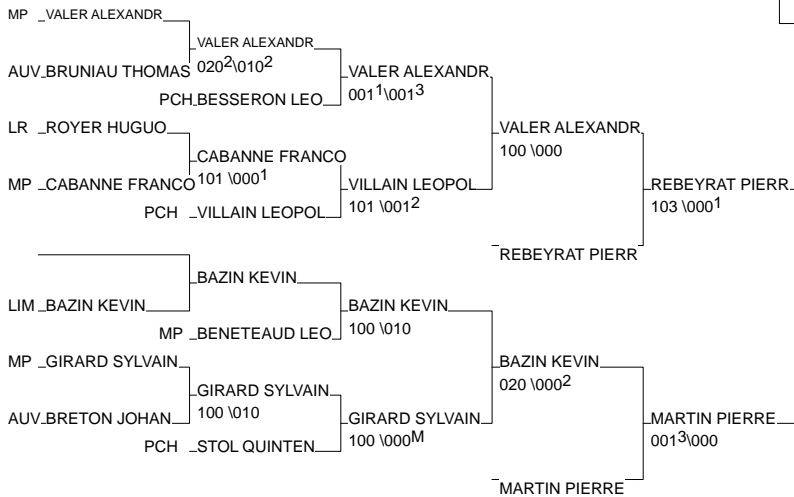 MP VALER ALEXANDR
VALER ALEXANDR
020²\010²
AUV BRUNIAU THOMAS
VALER ALEXANDR
001¹\001³
PCH BESSERON LEO
LR ROYER HUGUO
VALER ALEXANDR
100 \000
CABANNE FRANCO
101 \000¹
MP CABANNE FRANCO
VILLAIN LEOPOL
101 \001²
REBEYRAT PIERR
103 \000¹
PCH VILLAIN LEOPOL
REBEYRAT PIERR
BAZIN KEVIN
LIM BAZIN KEVIN
BAZIN KEVIN
100 \010
MP BENETEAUD LEO
MP GIRARD SYLVAIN
BAZIN KEVIN
020 \000²
GIRARD SYLVAIN
100 \010
AUV BRETON JOHAN
GIRARD SYLVAIN
100 \000ᴹ
MARTIN PIERRE
001³\000
PCH STOL QUINTEN
MARTIN PIERRE